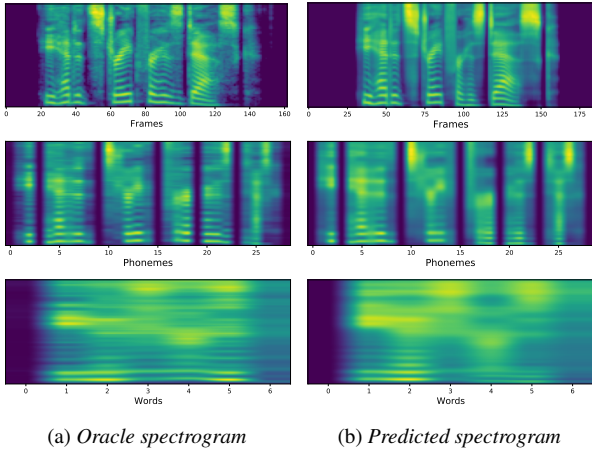 0 20 40 60 80 100 120 140 160
Frames
0 25 50 75 100 125 150 175
Frames
0 5 10 15 20 25
Phonemes
0 5 10 15 20 25
Phonemes
0 1 2 3 4 5 6
Words
0 1 2 3 4 5 6
Words
(a) Oracle spectrogram
(b) Predicted spectrogram